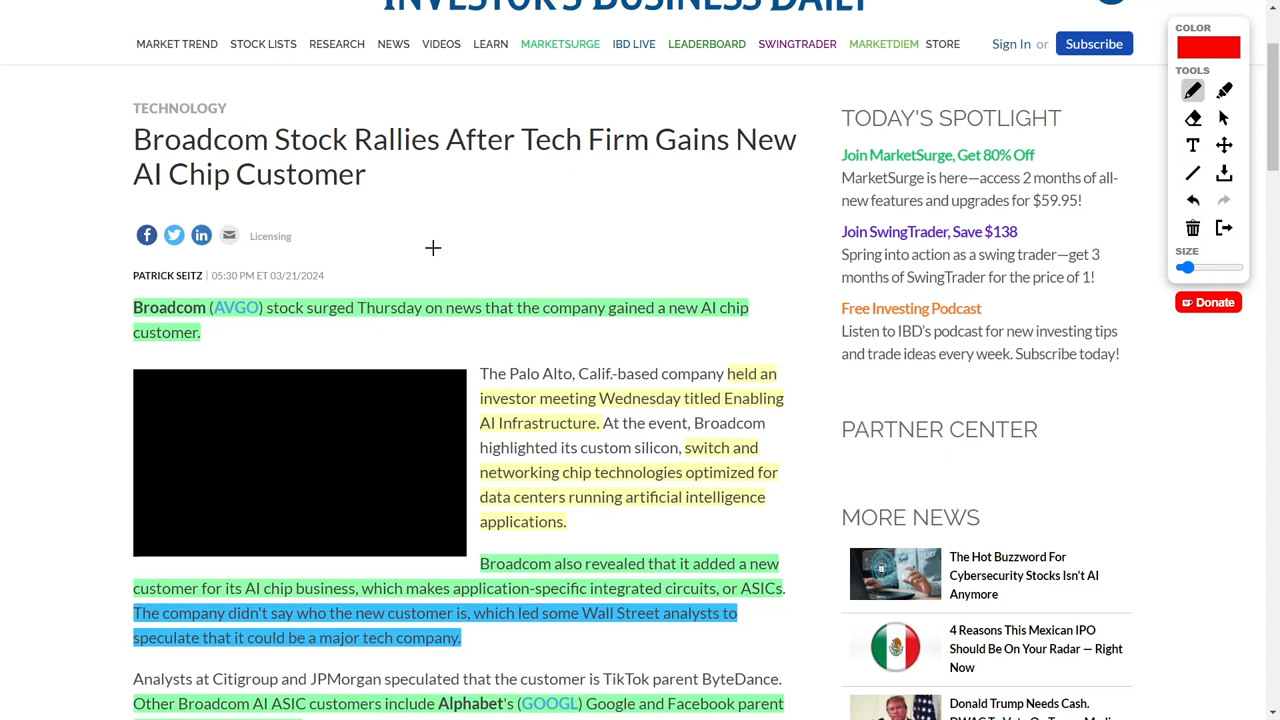 INVESTOR'S BUSINESS DAILY
MARKET TREND STOCK LISTS RESEARCH NEWS VIDEOS LEARN MARKETSURGE IBD LIVE LEADERBOARD SWINGTRADER MARKETDIEM STORE
Sign In or Subscribe
TECHNOLOGY
Broadcom Stock Rallies After Tech Firm Gains New
AI Chip Customer
Licensing
PATRICK SEITZ | 05:30 PM ET 03/21/2024
Broadcom (AVGO) stock surged Thursday on news that the company gained a new AI chip
customer.
The Palo Alto, Calif.-based company held an
investor meeting Wednesday titled Enabling
AI Infrastructure. At the event, Broadcom
highlighted its custom silicon, switch and
networking chip technologies optimized for
data centers running artificial intelligence
applications.
Broadcom also revealed that it added a new
customer for its AI chip business, which makes application-specific integrated circuits, or ASICs.
The company didn't say who the new customer is, which led some Wall Street analysts to
speculate that it could be a major tech company.
Analysts at Citigroup and JPMorgan speculated that the customer is TikTok parent ByteDance.
Other Broadcom AI ASIC customers include Alphabet's (GOOGL) Google and Facebook parent
TODAY'S SPOTLIGHT
Join MarketSurge, Get 80% Off
MarketSurge is here—access 2 months of all-
new features and upgrades for $59.95!
Join SwingTrader, Save $138
Spring into action as a swing trader—get 3
months of SwingTrader for the price of 1!
Free Investing Podcast
Listen to IBD's podcast for new investing tips
and trade ideas every week. Subscribe today!
PARTNER CENTER
MORE NEWS
The Hot Buzzword For
Cybersecurity Stocks Isn't AI
Anymore
4 Reasons This Mexican IPO
Should Be On Your Radar — Right
Now
Donald Trump Needs Cash.
DWAC To Vote On Trump Media
COLOR
TOOLS
T
SIZE
Donate